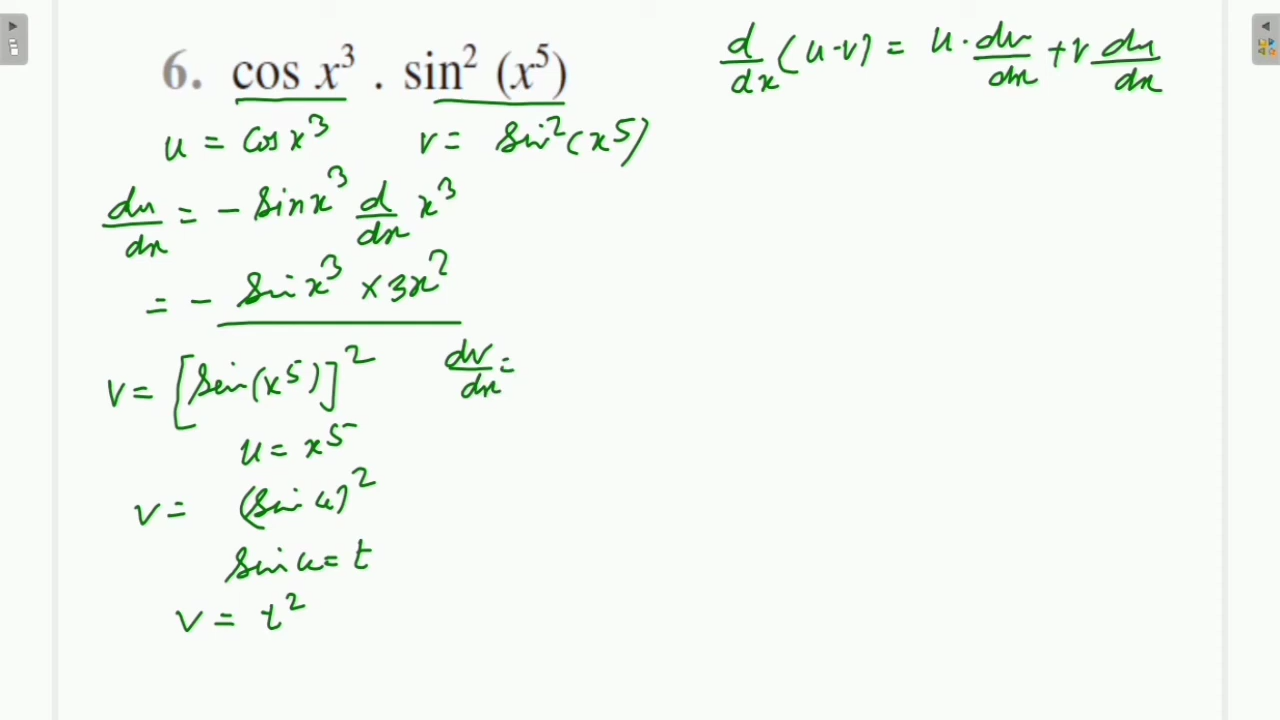 6. cos x³ . sin² (x⁵)
d/dx (u·v) = u · dv/dx + v du/dx
u = cos x³ v = sin² (x⁵)
du/dx = - sin x³ d/dx x³
= - sin x³ × 3x²
v = [sin(x⁵)]² dv/dx =
u = x⁵
v = (sin u)²
sin u = t
v = t²